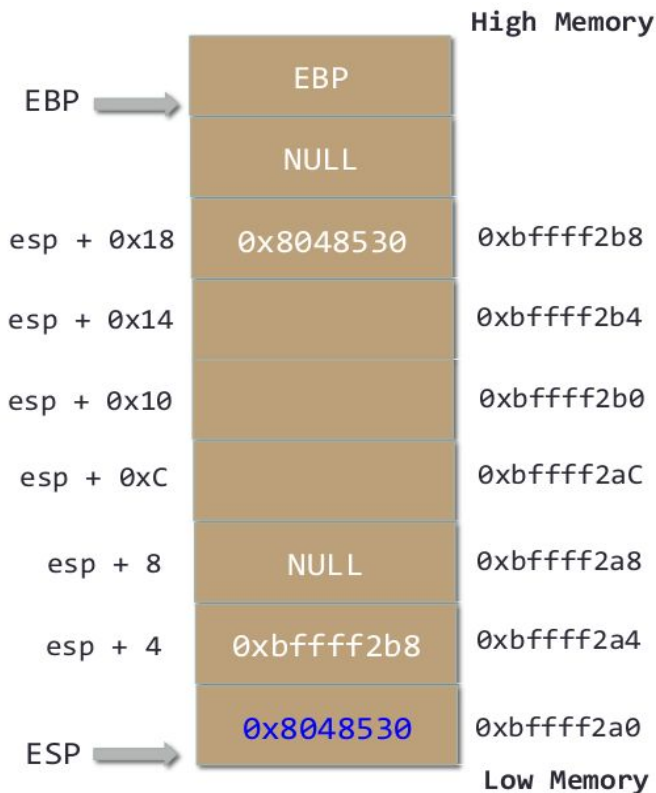 High Memory
EBP
EBP
NULL
esp + 0x18 0x8048530 0xbffff2b8
esp + 0x14 0xbffff2b4
esp + 0x10 0xbffff2b0
esp + 0xC 0xbffff2aC
esp + 8 NULL 0xbffff2a8
esp + 4 0xbffff2b8 0xbffff2a4
0x8048530 0xbffff2a0
ESP
Low Memory